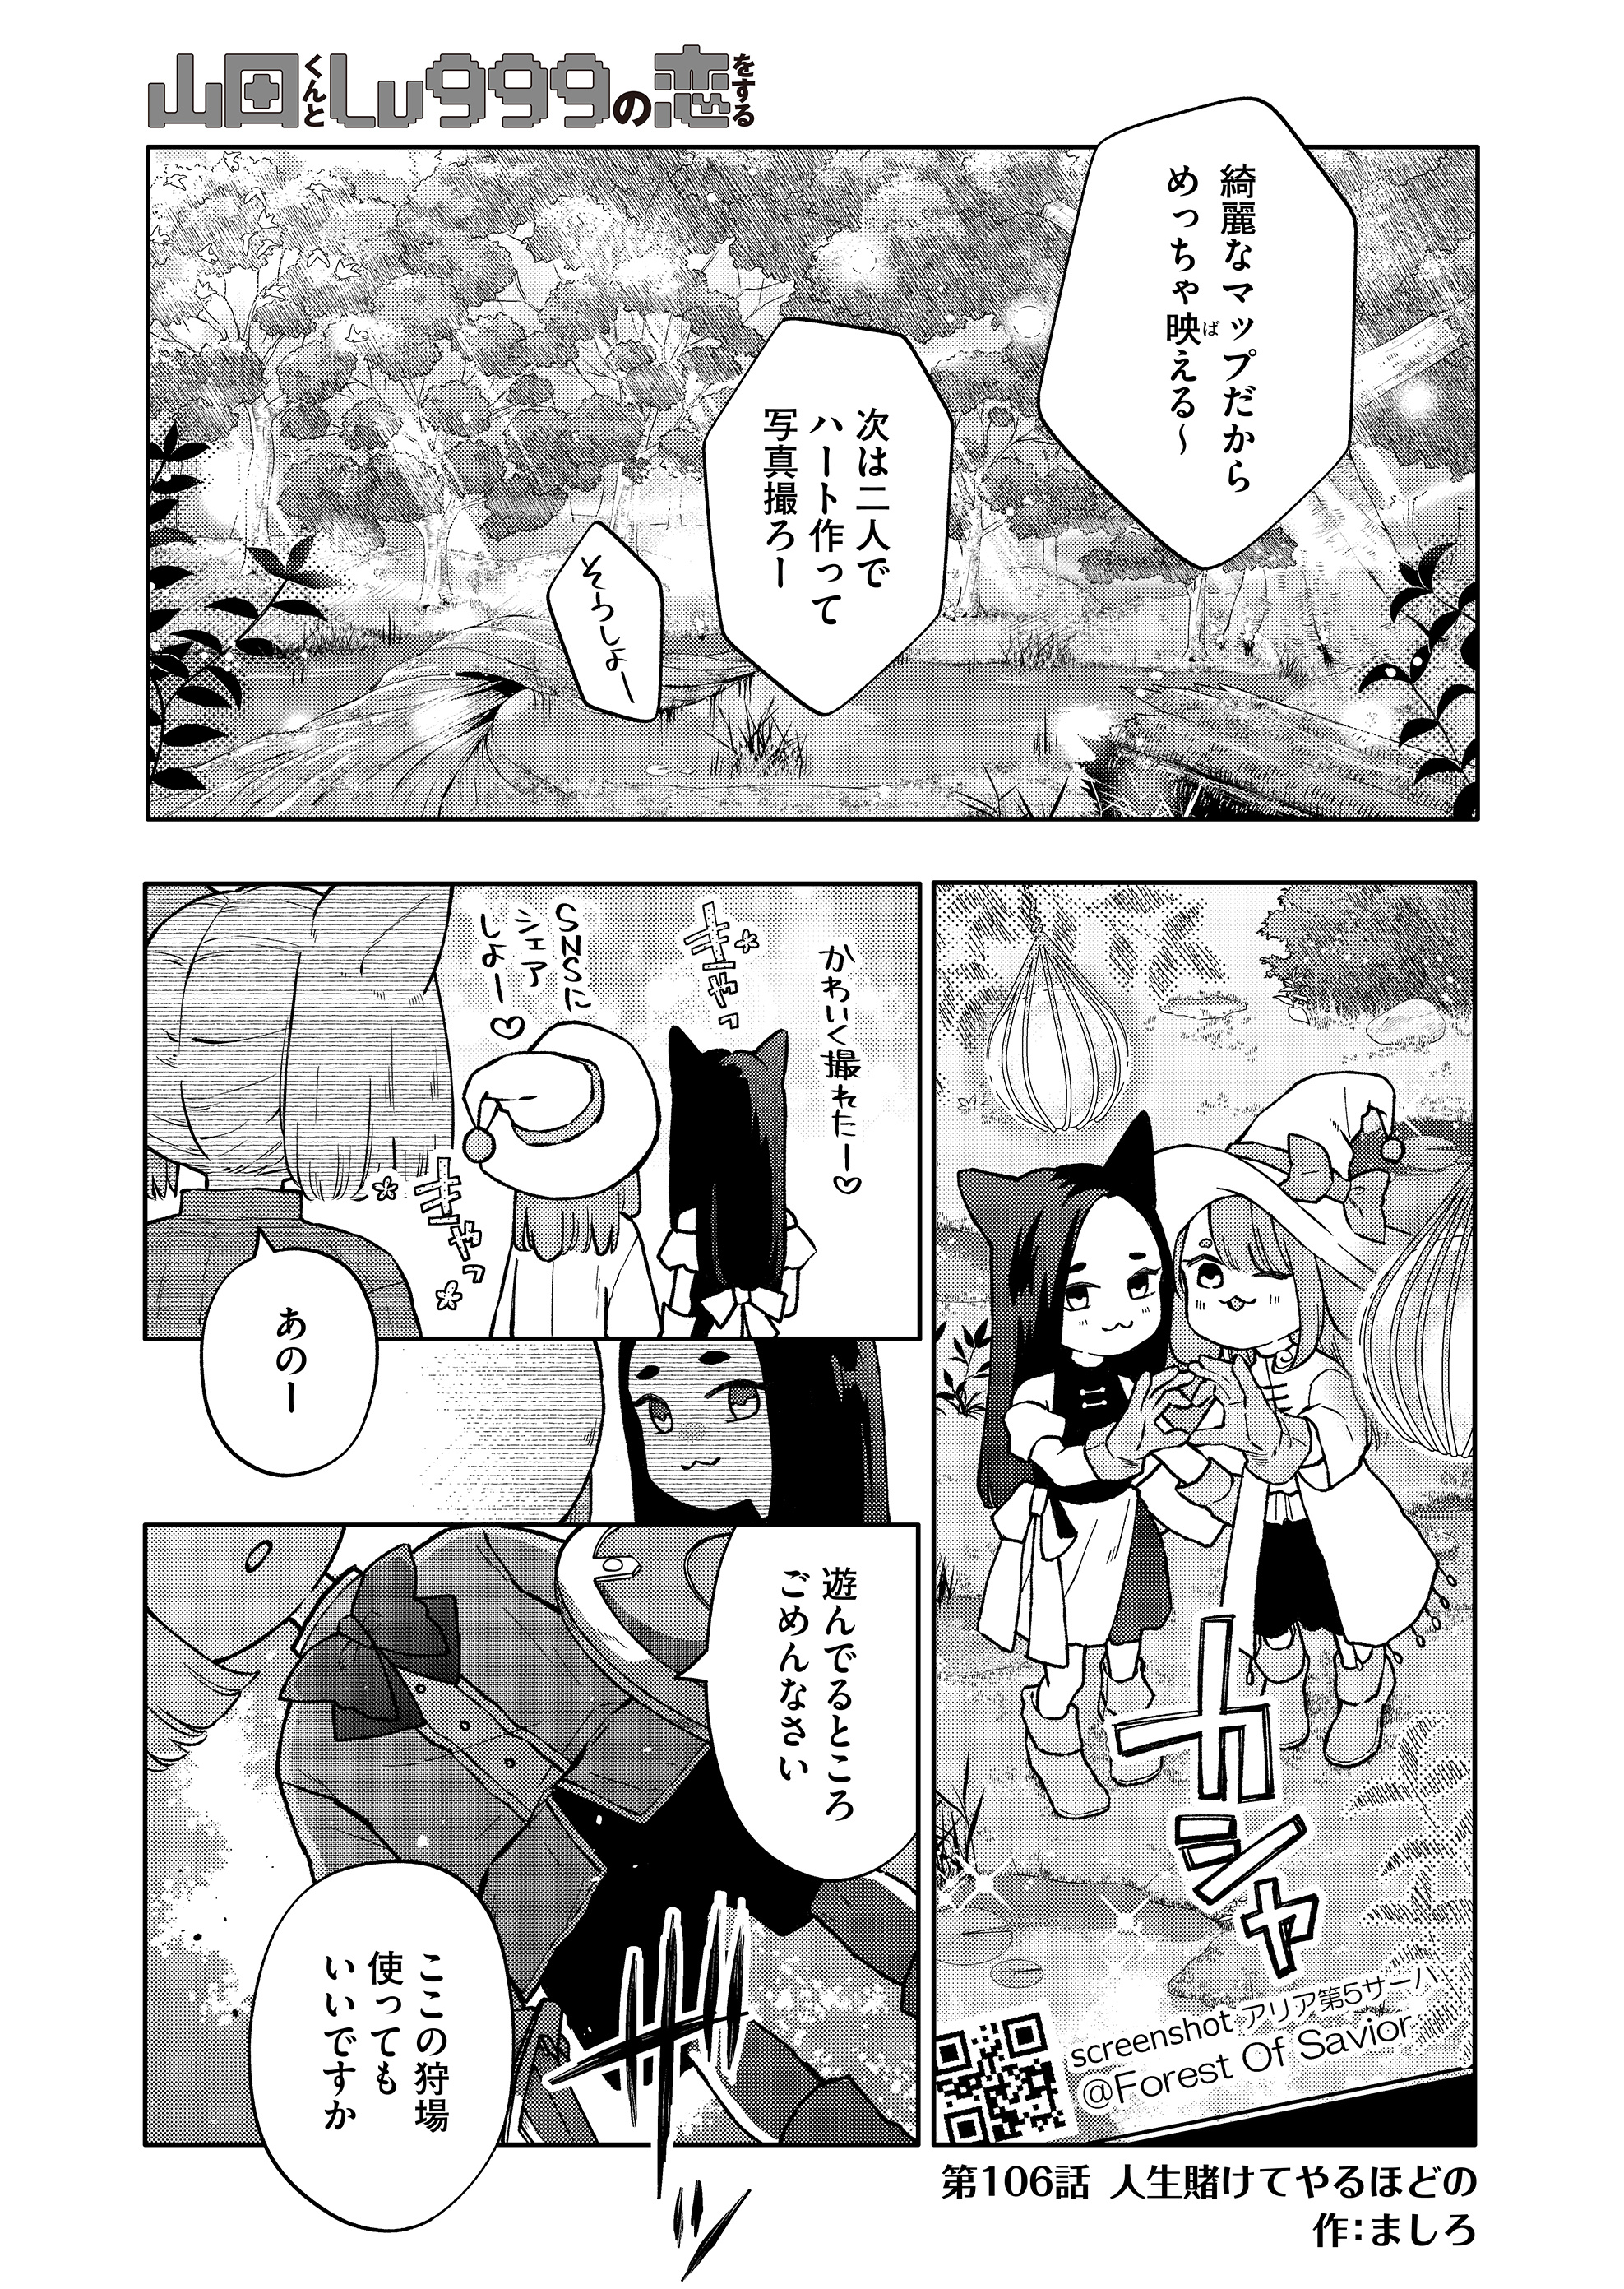 山田くんとLv999の恋をする
綺麗なマップだから
めっちゃ映える〜
ば
次は二人で
ハート作って
写真撮ろー
そうしよー
カシャ
screenshot アリア第5サーバ
@Forest Of Savior
かわいく撮れたー♡
キャッ
SNSに
シェア
しよー♡
キャッ
あのー
遊んでるところ
ごめんなさい
ここの狩場
使っても
いいですか
第106話 人生賭けてやるほどの
作：ましろ